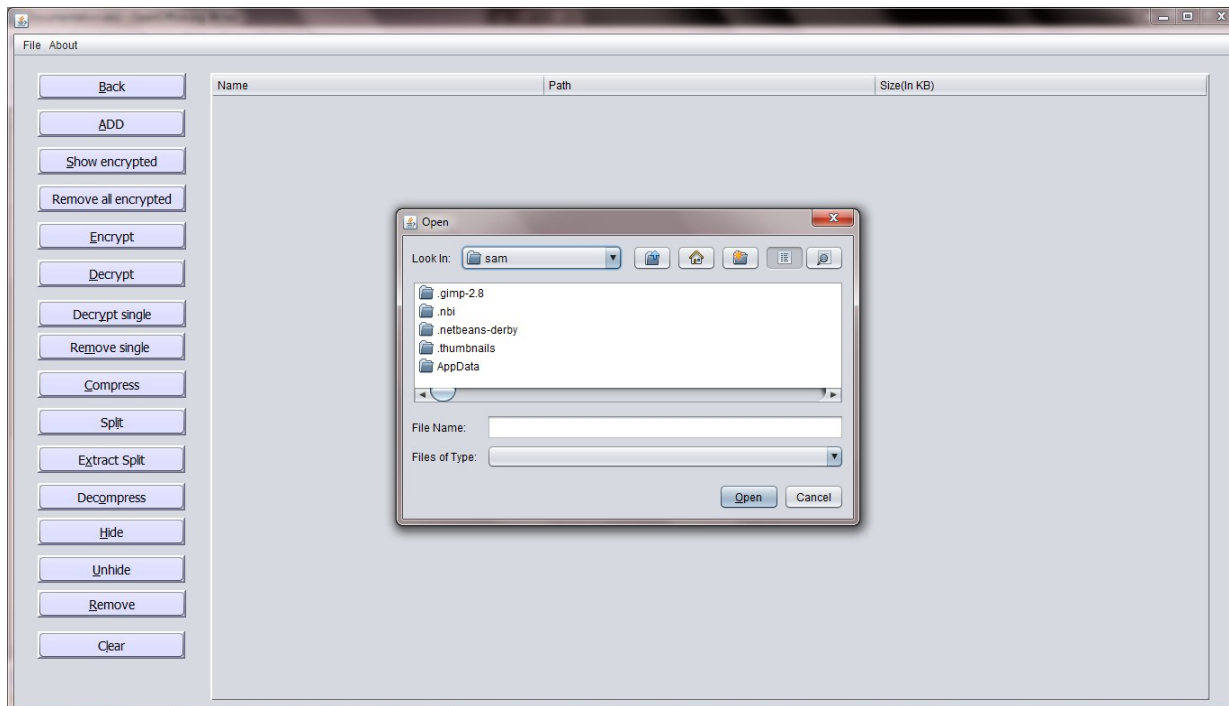 File About
Back
ADD
Show encrypted
Remove all encrypted
Encrypt
Decrypt
Decrypt single
Remove single
Compress
Split
Extract Split
Decompress
Hide
Unhide
Remove
Clear
Name Path Size(In KB)
Open
Look In: sam
.gimp-2.8
.nbi
.netbeans-derby
.thumbnails
AppData
File Name:
Files of Type:
Open Cancel